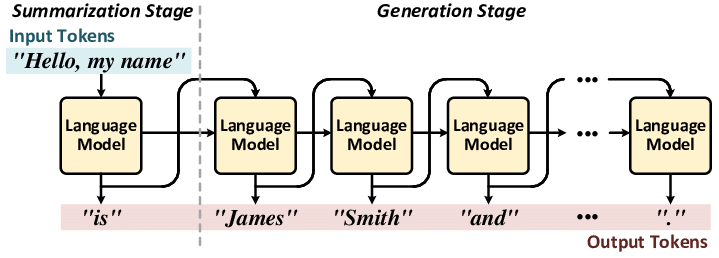 Summarization Stage
Generation Stage
Input Tokens
"Hello, my name"
Language Model
Language Model
Language Model
Language Model
Language Model
•••
•••
"is"
"James"
"Smith"
"and"
•••
"."
Output Tokens